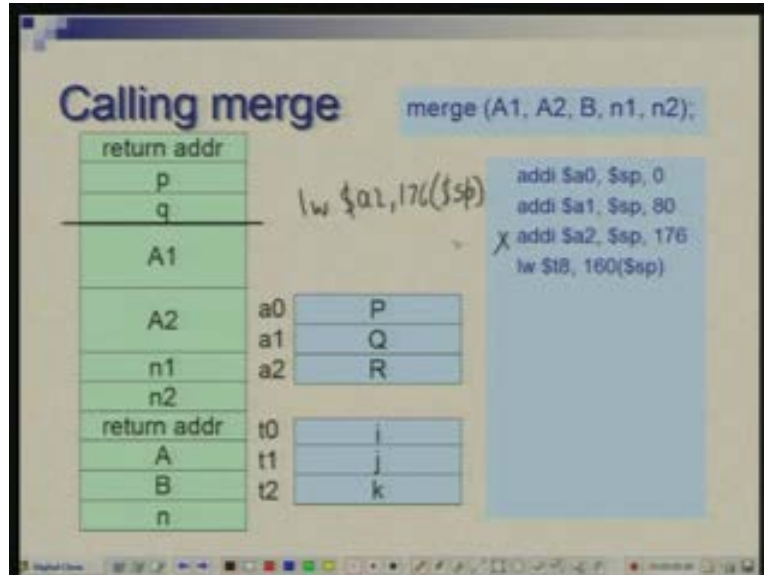 Calling merge
merge (A1, A2, B, n1, n2);
return addr
p
q
A1
A2
n1
n2
return addr
A
B
n
lw $a2, 176($sp)
a0 P
a1 Q
a2 R
t0 i
t1 j
t2 k
addi $a0, $sp, 0
addi $a1, $sp, 80
X addi $a2, $sp, 176
lw $t8, 160($sp)